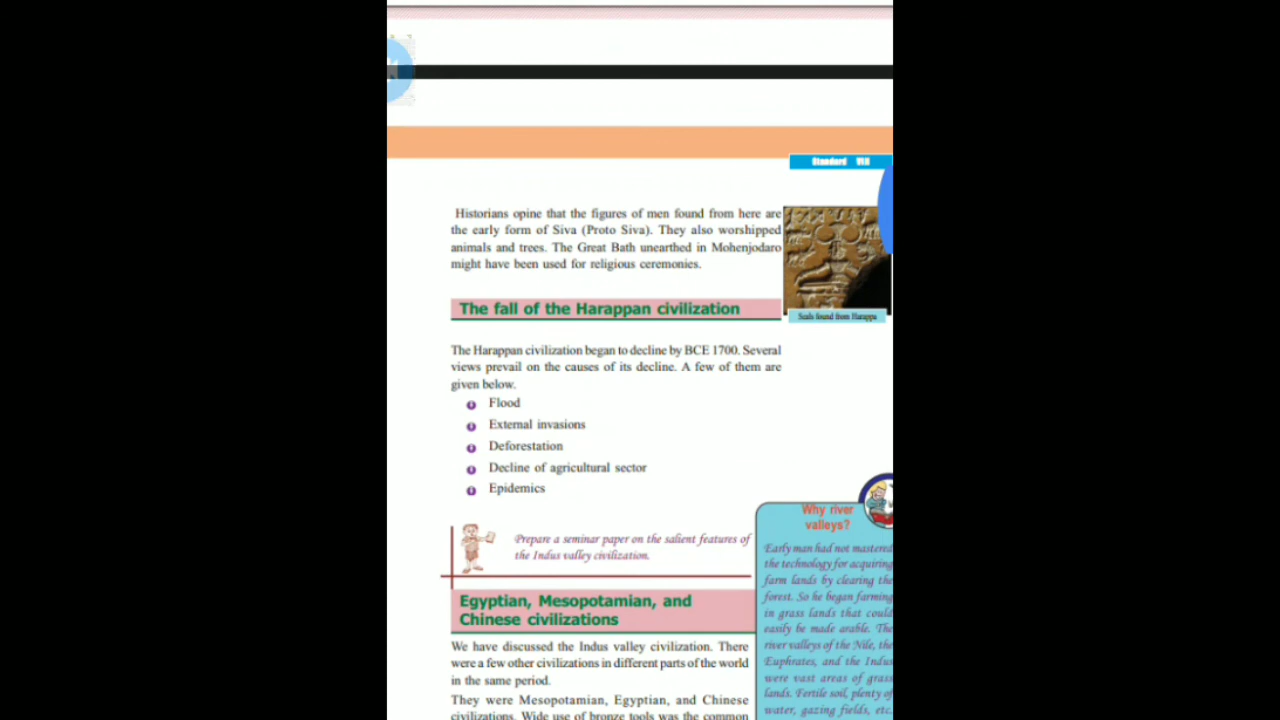 Standard VIII
Historians opine that the figures of men found from here are
the early form of Siva (Proto Siva). They also worshipped
animals and trees. The Great Bath unearthed in Mohenjodaro
might have been used for religious ceremonies.
Seals found from Harappa
The fall of the Harappan civilization
The Harappan civilization began to decline by BCE 1700. Several
views prevail on the causes of its decline. A few of them are
given below.
Flood
External invasions
Deforestation
Decline of agricultural sector
Epidemics
Prepare a seminar paper on the salient features of
the Indus valley civilization.
Egyptian, Mesopotamian, and
Chinese civilizations
We have discussed the Indus valley civilization. There
were a few other civilizations in different parts of the world
in the same period.
They were Mesopotamian, Egyptian, and Chinese
civilizations. Wide use of bronze tools was the common
Why river
valleys?
Early man had not mastered
the technology for acquiring
farm lands by clearing the
forest. So he began farming
in grass lands that could
easily be made arable. The
river valleys of the Nile, the
Euphrates, and the Indus
were vast areas of grass
lands. Fertile soil, plenty of
water, gazing fields, etc.